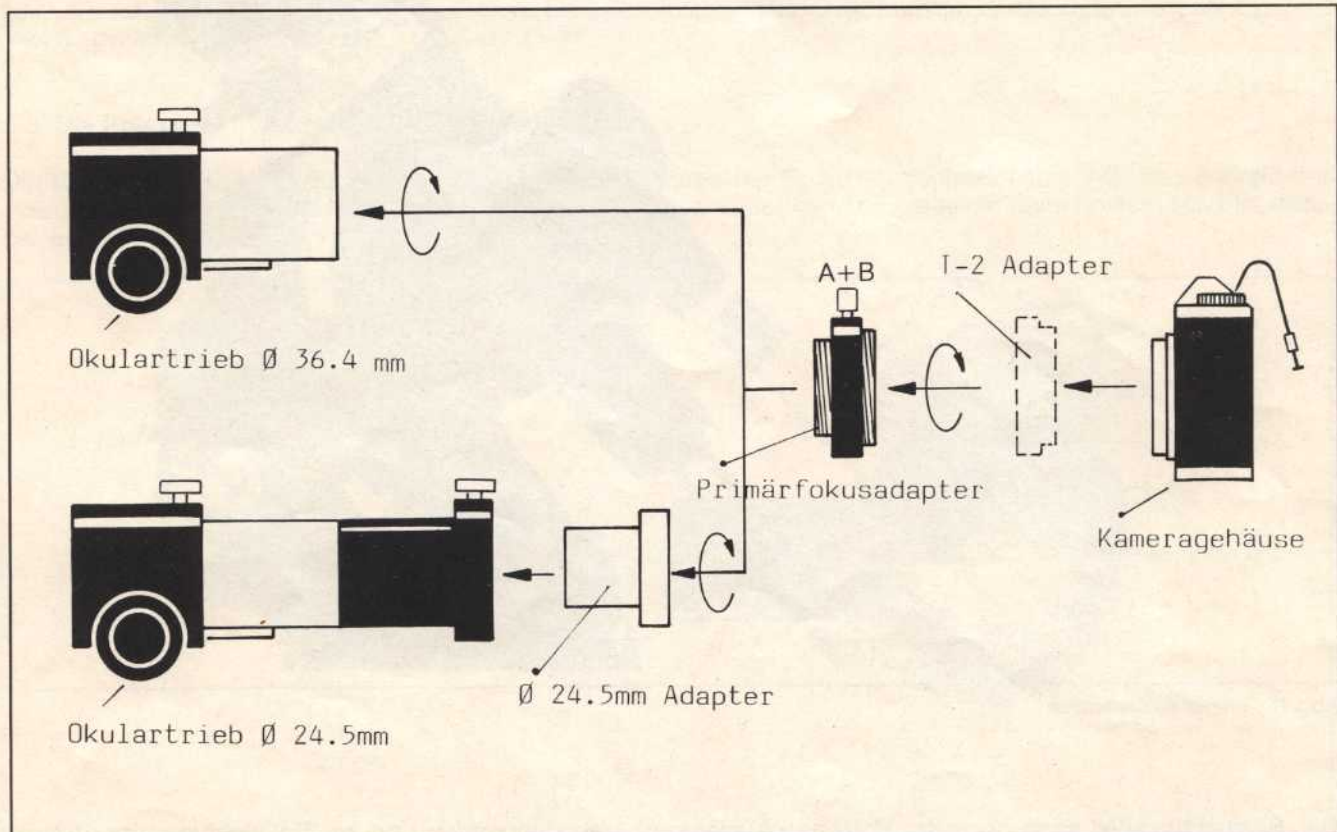 A+B
T-2 Adapter
Okulartrieb Ø 36.4 mm
Primärfokusadapter
Kameragehäuse
Ø 24.5mm Adapter
Okulartrieb Ø 24.5mm